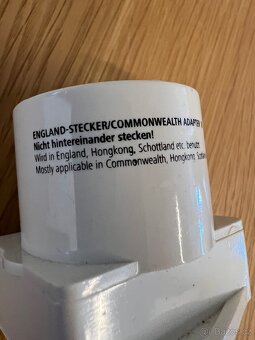 ENGLAND-STECKER/COMMONWEALTH ADAPTER
Nicht hintereinander stecken!
Wird in England, Hongkong, Schottland etc. benutzt
Mostly applicable in Commonwealth, Hongkong,